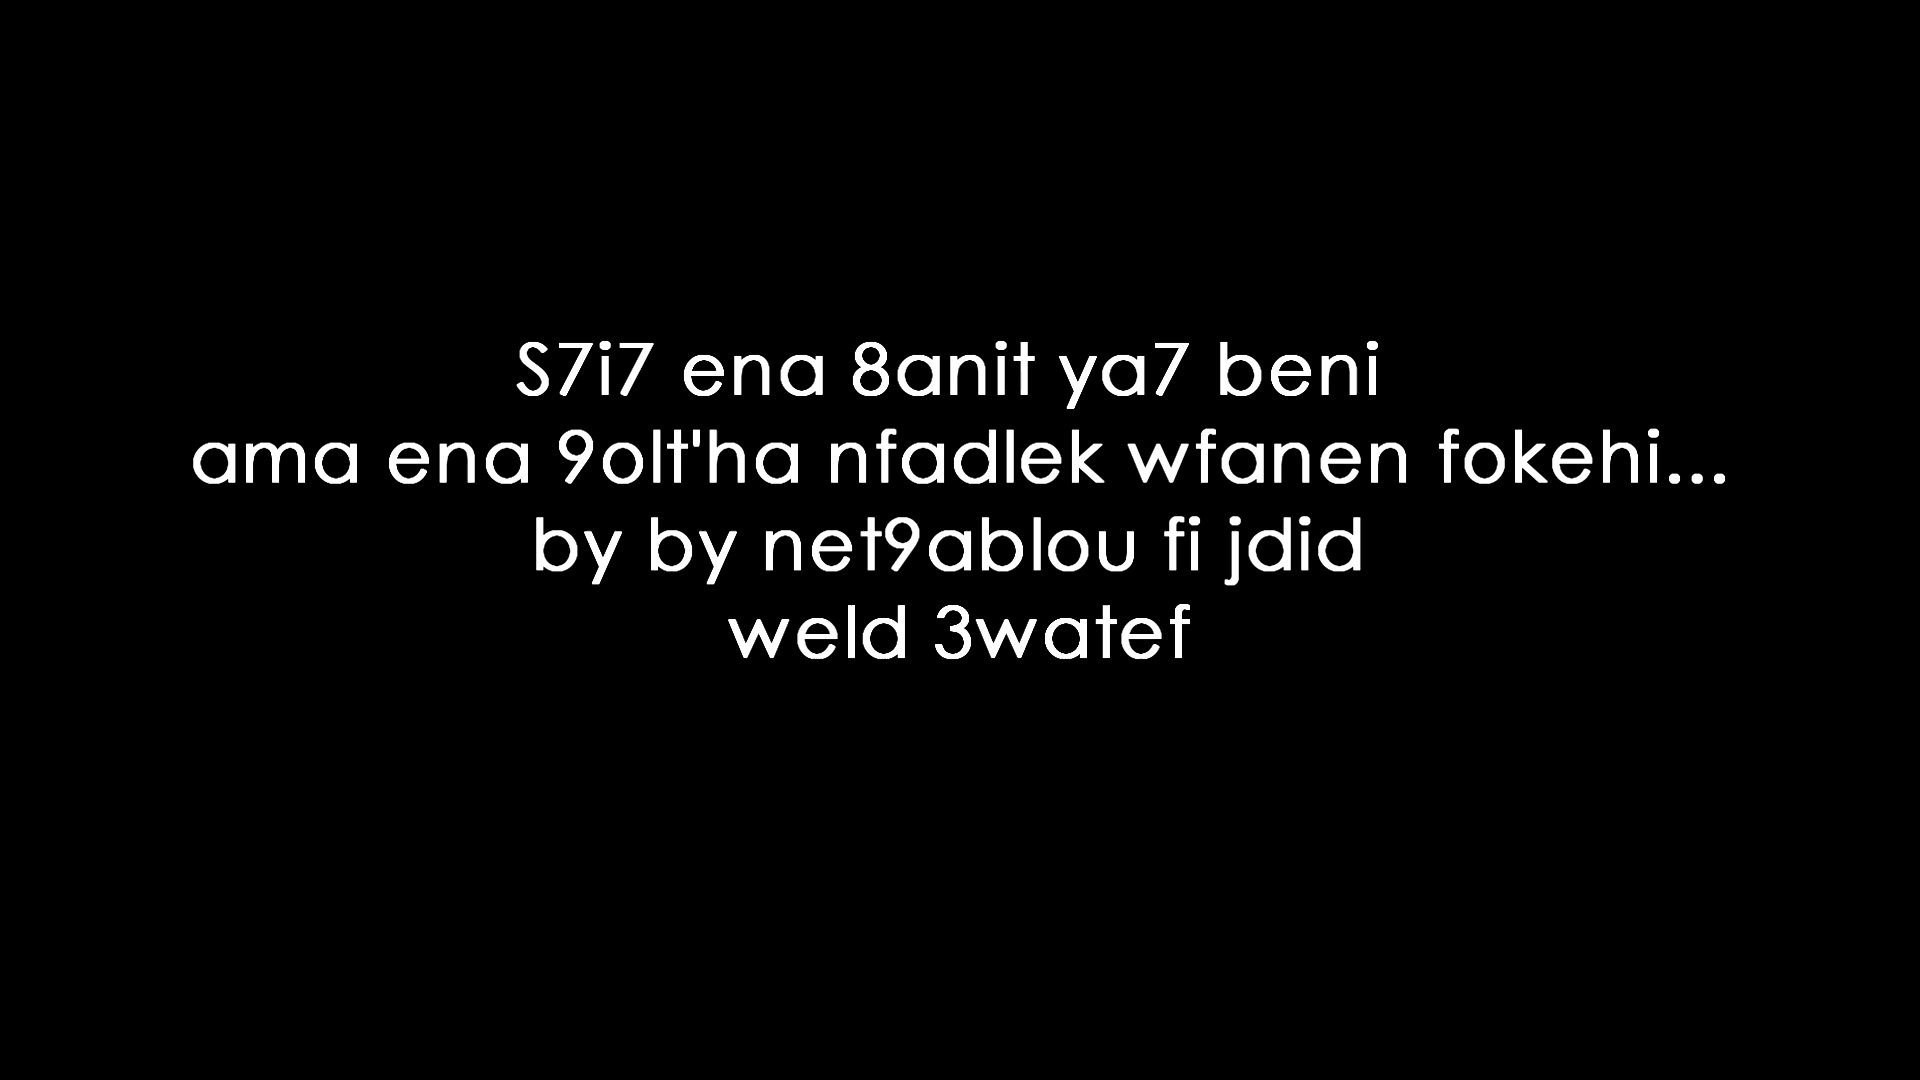 S7i7 ena 8anit ya7 beni
ama ena 9olt'ha nfadlek wfanen fokehi...
by by net9ablou fi jdid
weld 3watef